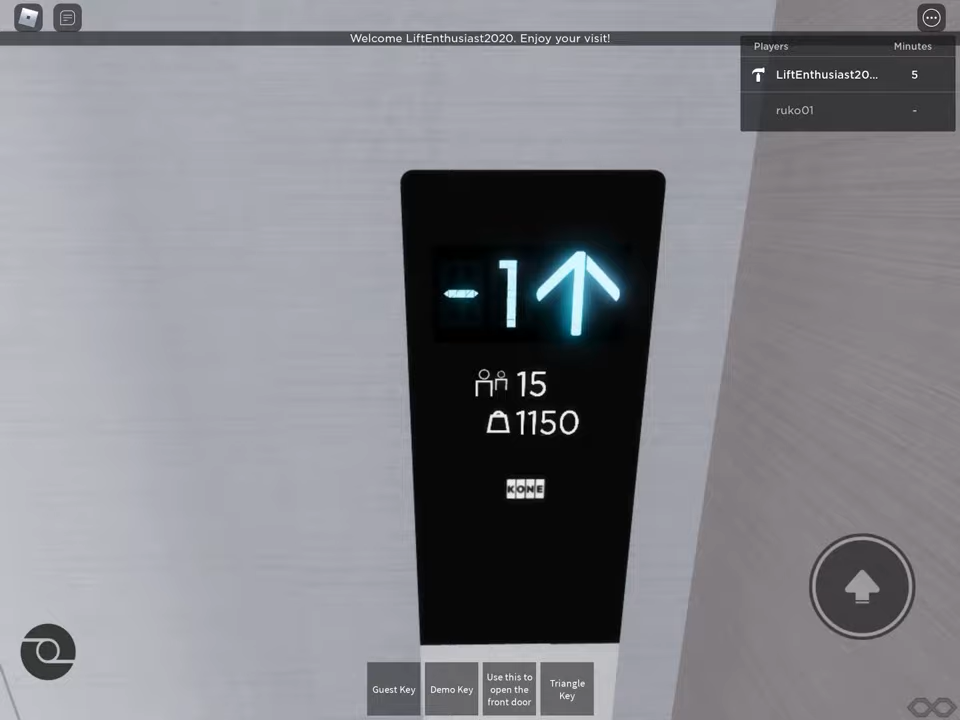 Welcome LiftEnthusiast2020. Enjoy your visit!
Players Minutes
LiftEnthusiast20... 5
ruko01 -
-1
15
1150
KONE
Guest Key
Demo Key
Use this to
open the
front door
Triangle
Key